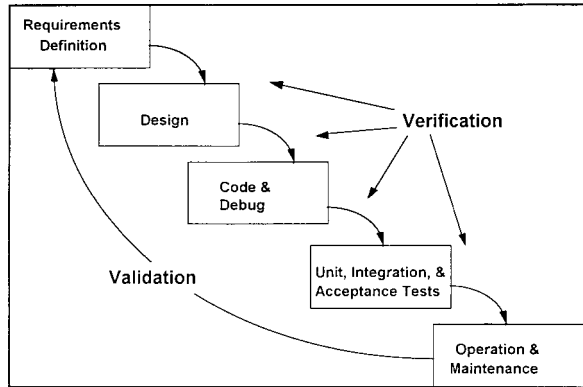 Requirements
Definition
Design
Verification
Code &
Debug
Validation
Unit, Integration, &
Acceptance Tests
Operation &
Maintenance